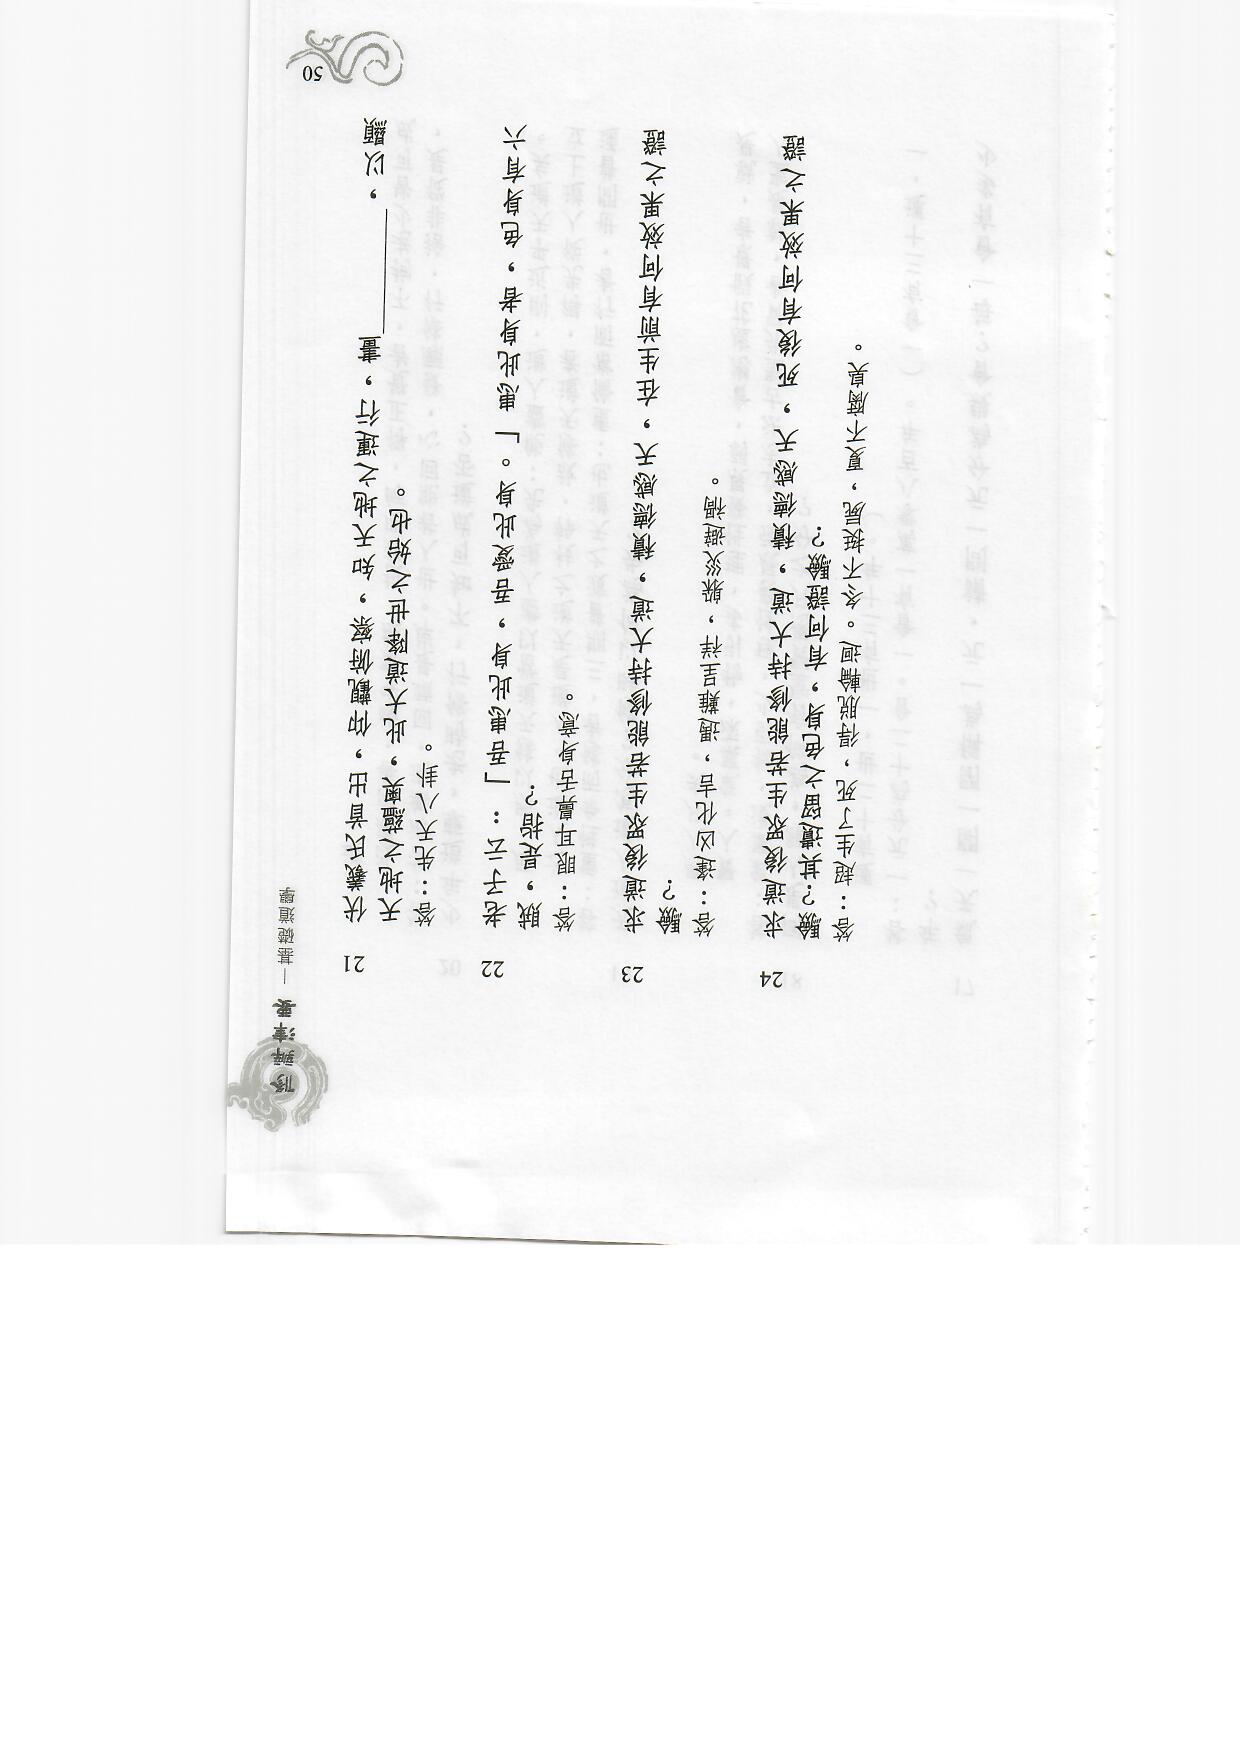 修辦津要
—基礎道學
21
伏羲氏首出，仰觀俯察，知天地之運行，畫＿＿＿＿，以顯
天地之蘊奧，此大道降世之始也。
答：先天八卦。
22
老子云：「吾患此身，吾愛此身。」患此身者，色身有六
賊，是指？
答：眼耳鼻舌身意。
23
求道後眾生若能修持大道，積德感天，在生前有何效果之證
驗？
答：逢凶化吉，遇難呈祥，躲災避禍。
24
求道後眾生若能修持大道，積德感天，死後有何效果之證
驗？其遺留之色身，有何證驗？
答：超生了死，得脫輪迴。冬不挺屍，夏不腐臭。
50